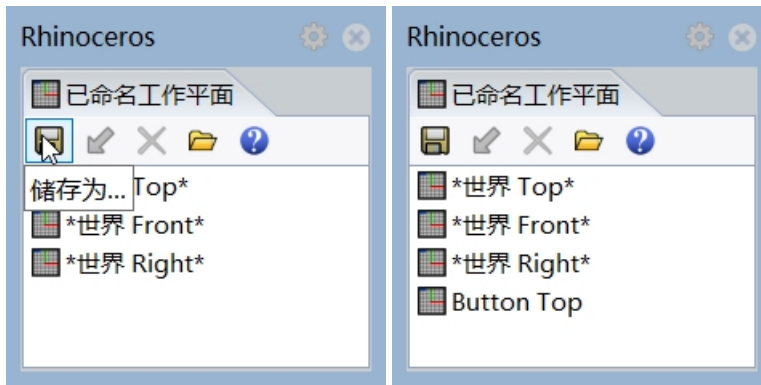 Rhinoceros
已命名工作平面
储存为...
Top*
*世界 Front*
*世界 Right*
Rhinoceros
已命名工作平面
*世界 Top*
*世界 Front*
*世界 Right*
Button Top